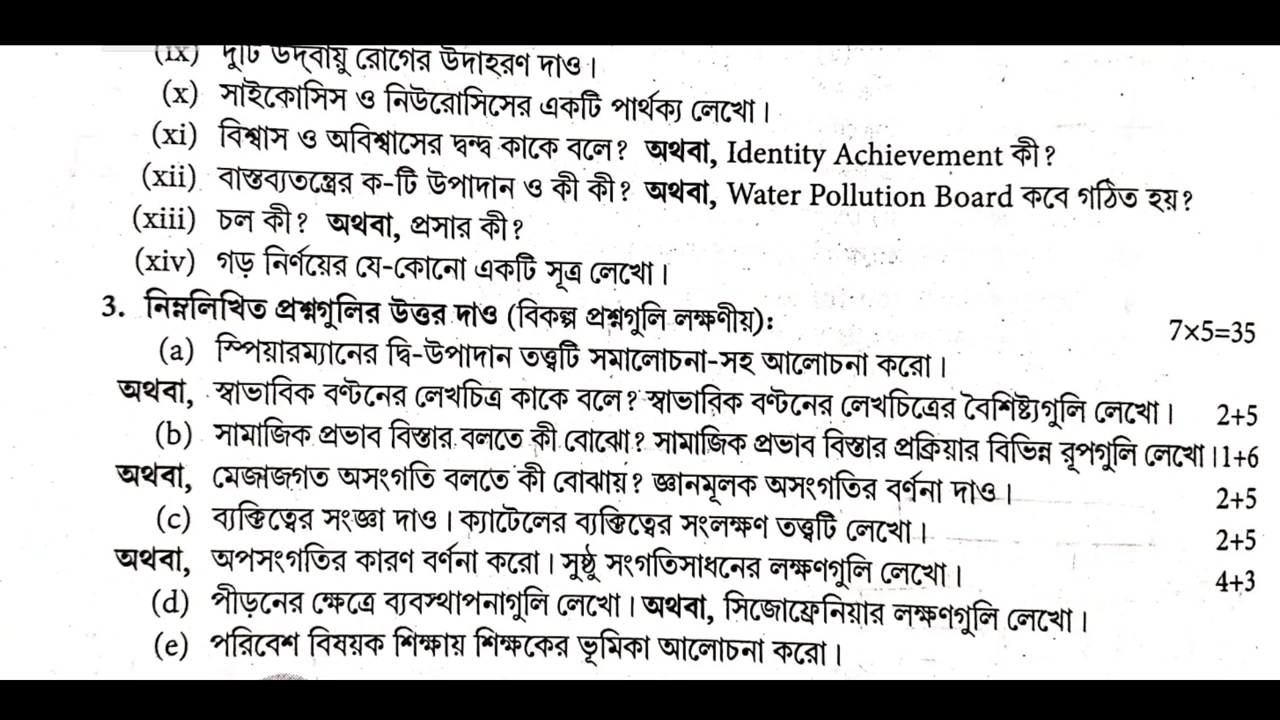 (ix) দুটি উদ্‌বায়ু রোগের উদাহরণ দাও।
(x) সাইকোসিস ও নিউরোসিসের একটি পার্থক্য লেখো।
(xi) বিশ্বাস ও অবিশ্বাসের দ্বন্দ্ব কাকে বলে? অথবা, Identity Achievement কী?
(xii) বাস্তব্যতন্ত্রের ক-টি উপাদান ও কী কী? অথবা, Water Pollution Board কবে গঠিত হয়?
(xiii) চল কী? অথবা, প্রসার কী?
(xiv) গড় নির্ণয়ের যে-কোনো একটি সূত্র লেখো।
3. নিম্নলিখিত প্রশ্নগুলির উত্তর দাও (বিকল্প প্রশ্নগুলি লক্ষণীয়): 7×5=35
(a) স্পিয়ারম্যানের দ্বি-উপাদান তত্ত্বটি সমালোচনা-সহ আলোচনা করো।
অথবা, স্বাভাবিক বণ্টনের লেখচিত্র কাকে বলে? স্বাভাবিক বণ্টনের লেখচিত্রের বৈশিষ্ট্যগুলি লেখো। 2+5
(b) সামাজিক প্রভাব বিস্তার বলতে কী বোঝো? সামাজিক প্রভাব বিস্তার প্রক্রিয়ার বিভিন্ন রূপগুলি লেখো। 1+6
অথবা, মেজাজগত অসংগতি বলতে কী বোঝায়? জ্ঞানমূলক অসংগতির বর্ণনা দাও। 2+5
(c) ব্যক্তিত্বের সংজ্ঞা দাও। ক্যাটেলের ব্যক্তিত্বের সংলক্ষণ তত্ত্বটি লেখো। 2+5
অথবা, অপসংগতির কারণ বর্ণনা করো। সুষ্ঠু সংগতিসাধনের লক্ষণগুলি লেখো। 4+3
(d) পীড়নের ক্ষেত্রে ব্যবস্থাপনাগুলি লেখো। অথবা, সিজোফ্রেনিয়ার লক্ষণগুলি লেখো।
(e) পরিবেশ বিষয়ক শিক্ষায় শিক্ষকের ভূমিকা আলোচনা করো।